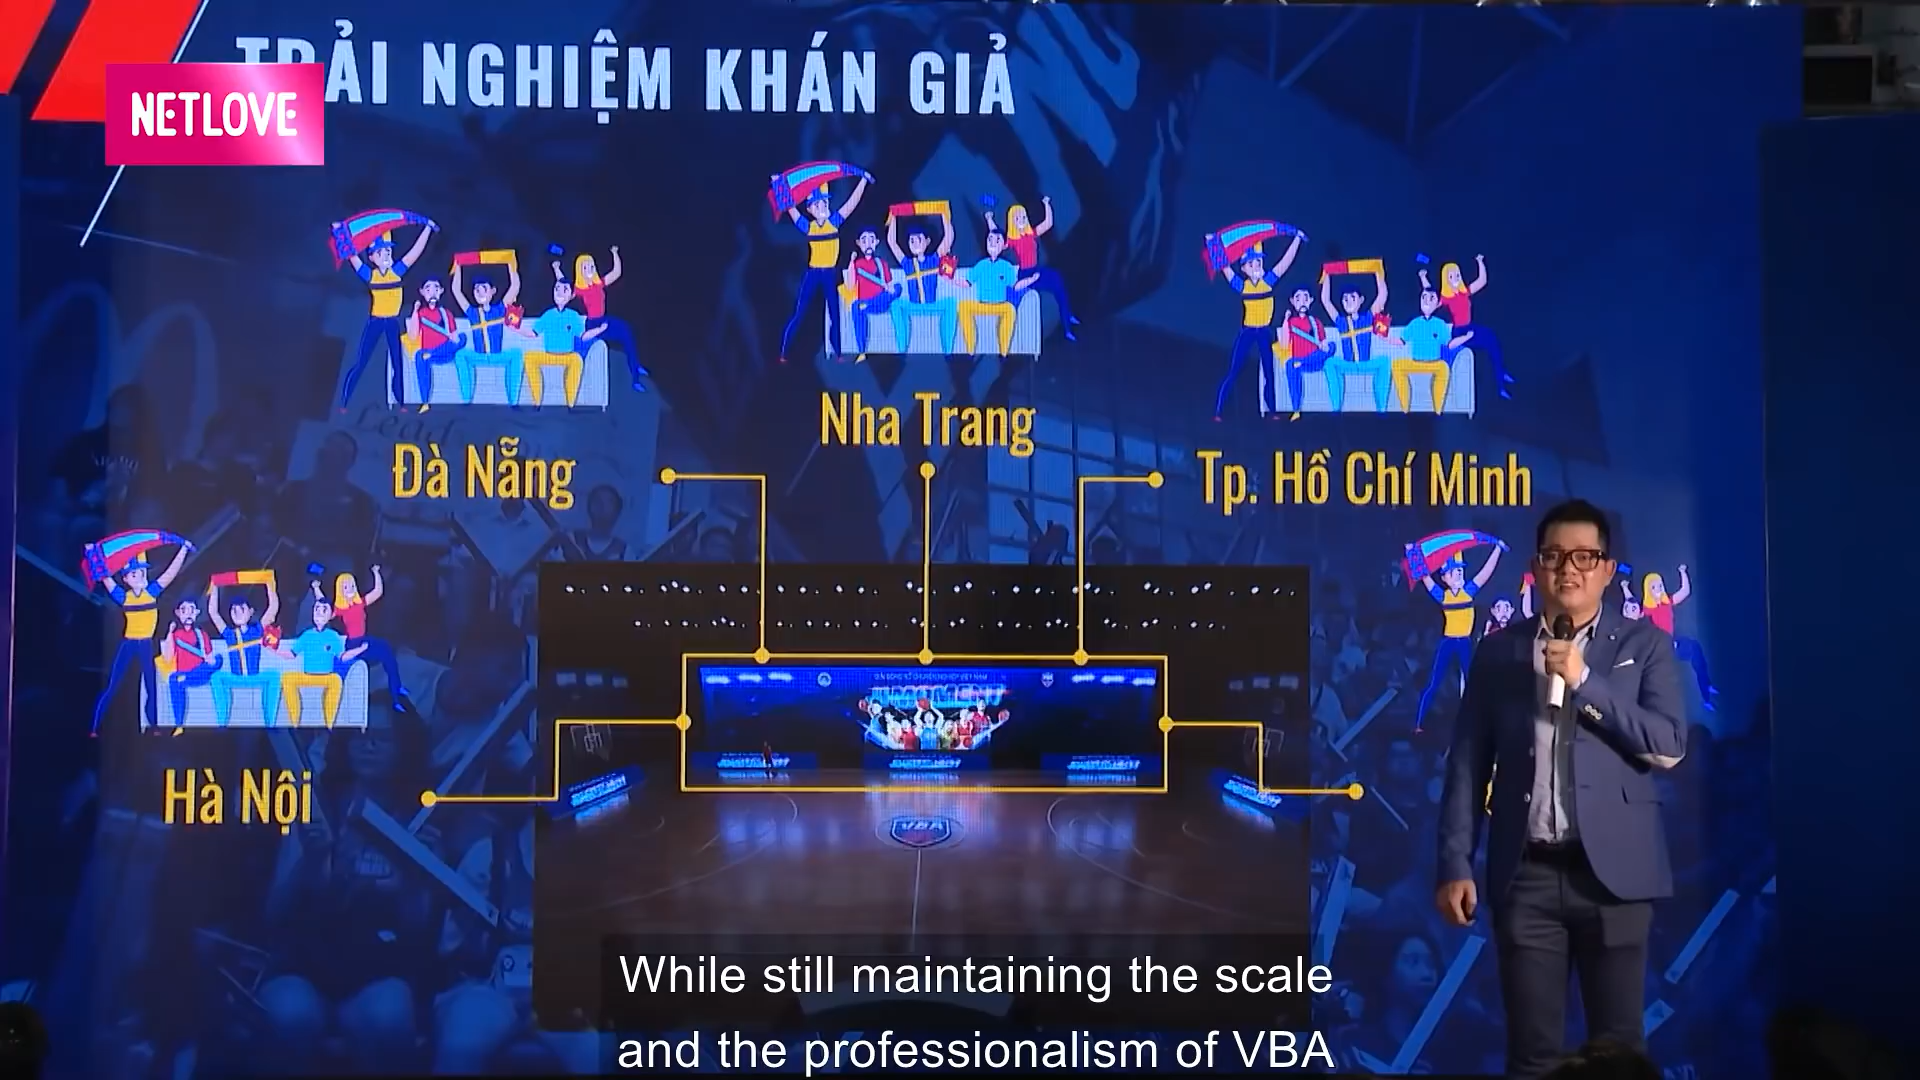 TRẢI NGHIỆM KHÁN GIẢ
NETLOVE
Nha Trang
Đà Nẵng
Tp. Hồ Chí Minh
Hà Nội
VBA
While still maintaining the scale
and the professionalism of VBA